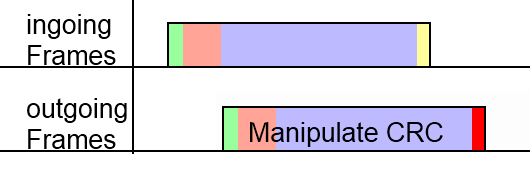 ingoing
Frames
outgoing
Frames
Manipulate CRC